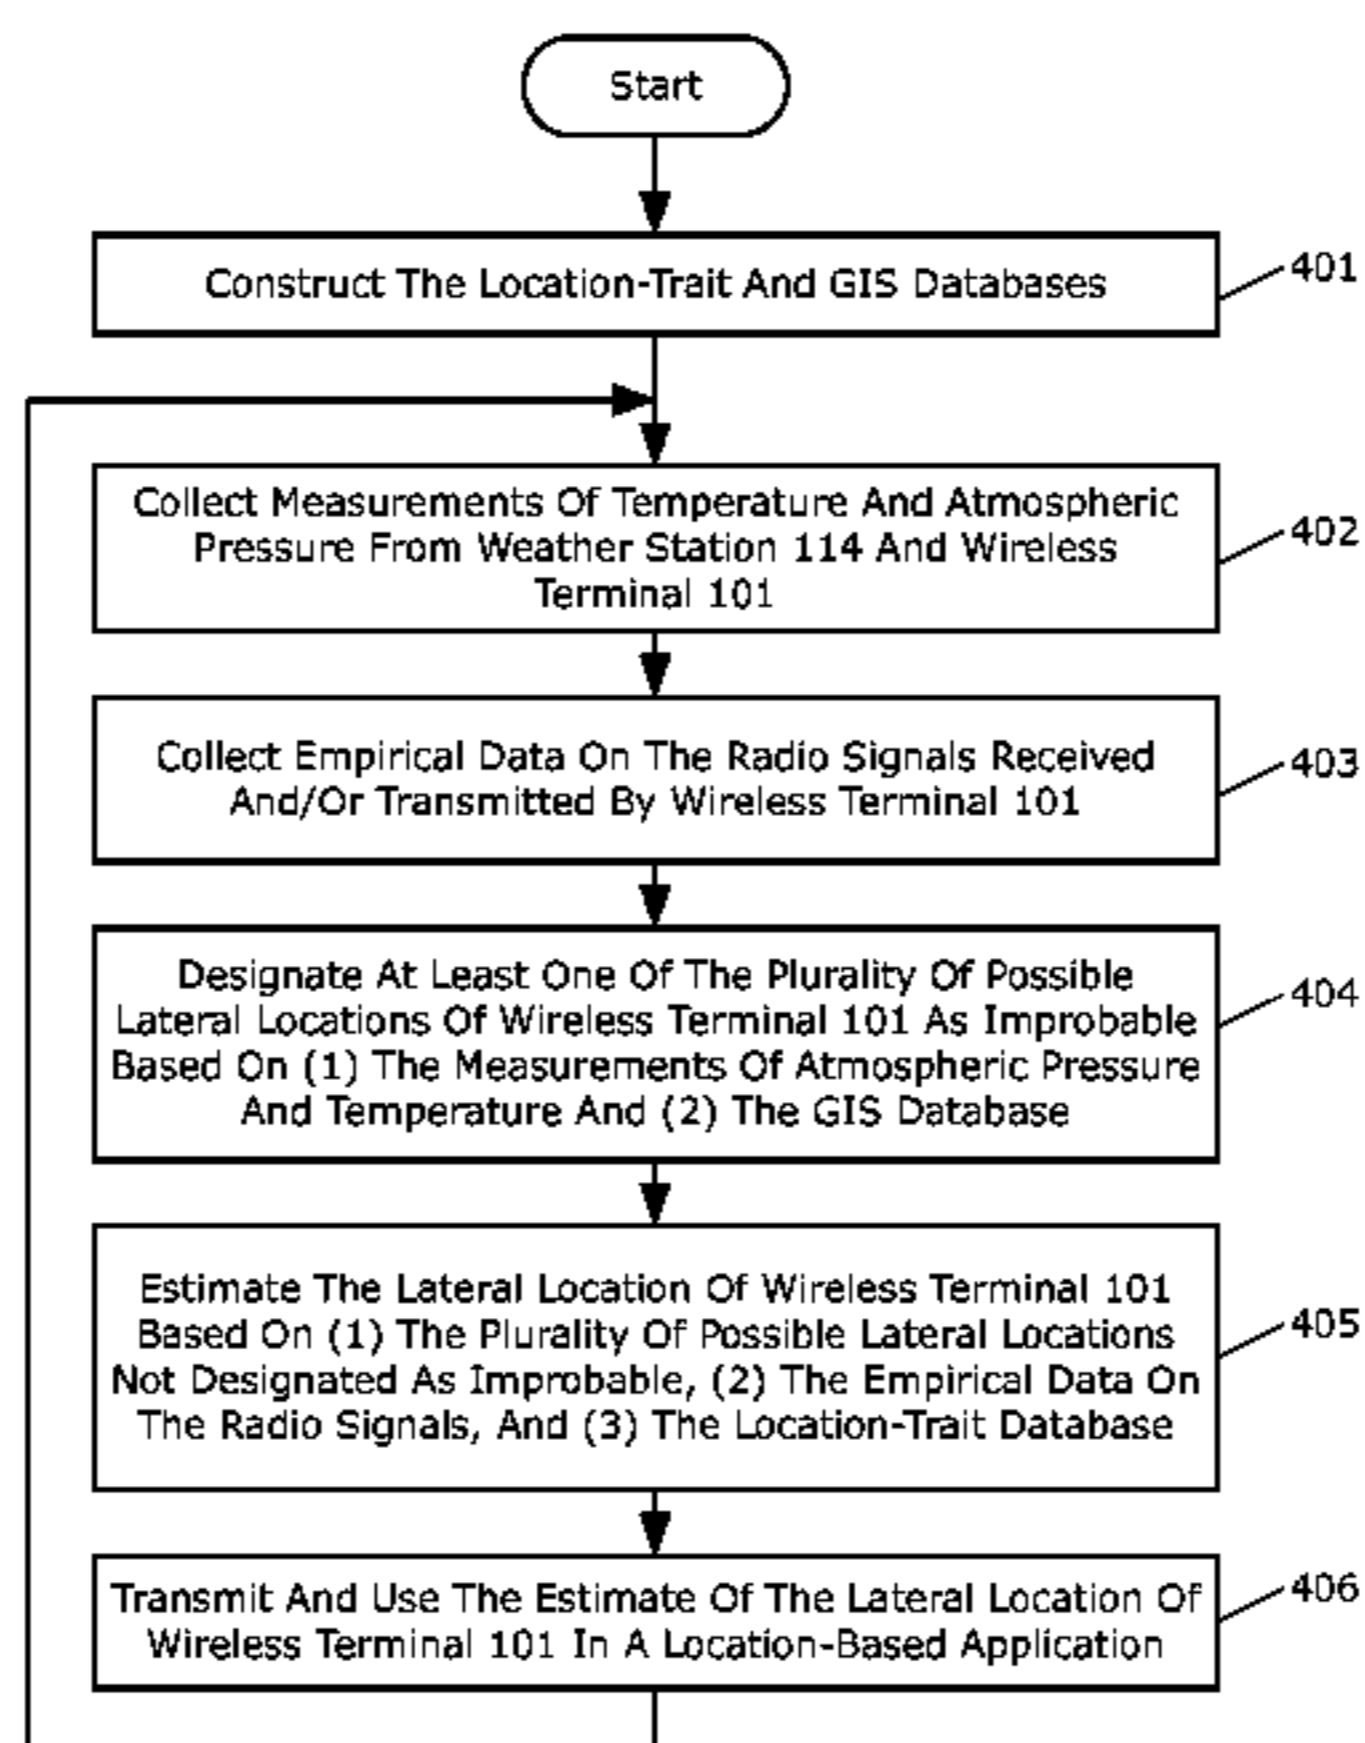 Start
Construct The Location-Trait And GIS Databases
401
Collect Measurements Of Temperature And Atmospheric
Pressure From Weather Station 114 And Wireless
Terminal 101
402
Collect Empirical Data On The Radio Signals Received
And/Or Transmitted By Wireless Terminal 101
403
Designate At Least One Of The Plurality Of Possible
Lateral Locations Of Wireless Terminal 101 As Improbable
Based On (1) The Measurements Of Atmospheric Pressure
And Temperature And (2) The GIS Database
404
Estimate The Lateral Location Of Wireless Terminal 101
Based On (1) The Plurality Of Possible Lateral Locations
Not Designated As Improbable, (2) The Empirical Data On
The Radio Signals, And (3) The Location-Trait Database
405
Transmit And Use The Estimate Of The Lateral Location Of
Wireless Terminal 101 In A Location-Based Application
406